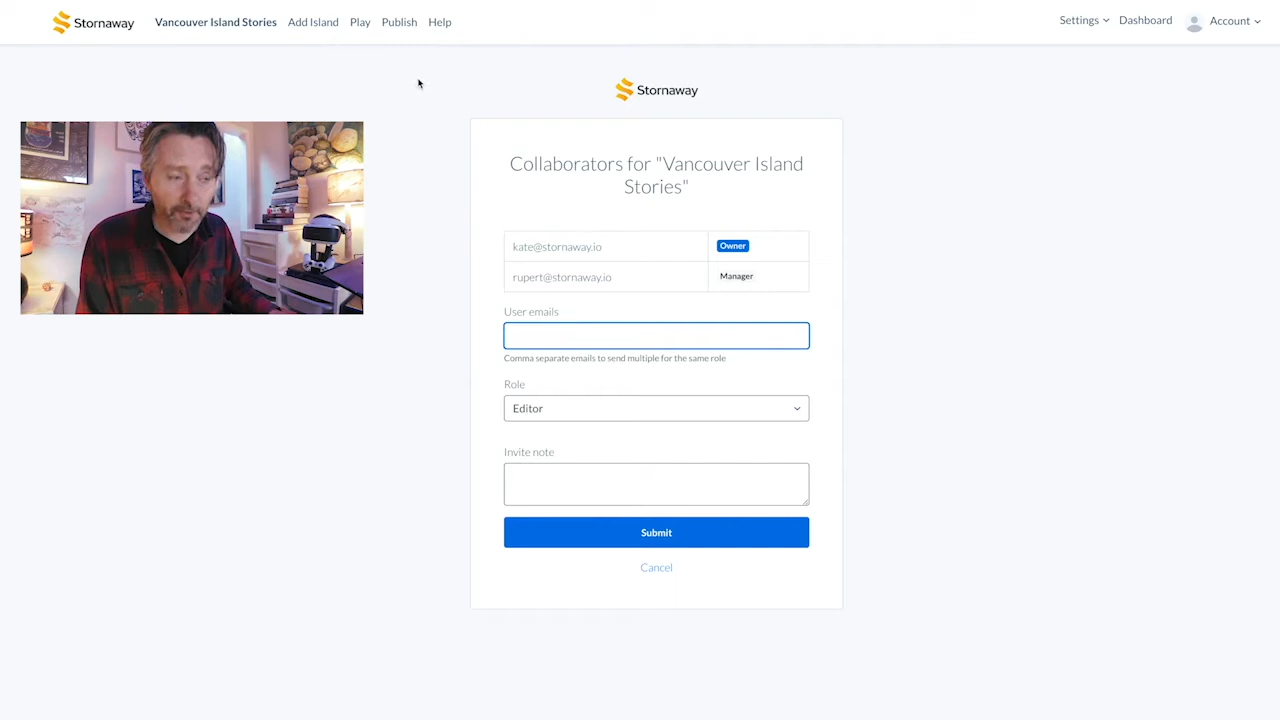 Stornaway
Vancouver Island Stories
Add Island
Play
Publish
Help
Settings
Dashboard
Account
Stornaway
Collaborators for "Vancouver Island
Stories"
kate@stornaway.io
Owner
rupert@stornaway.io
Manager
User emails
Comma separate emails to send multiple for the same role
Role
Editor
Invite note
Submit
Cancel